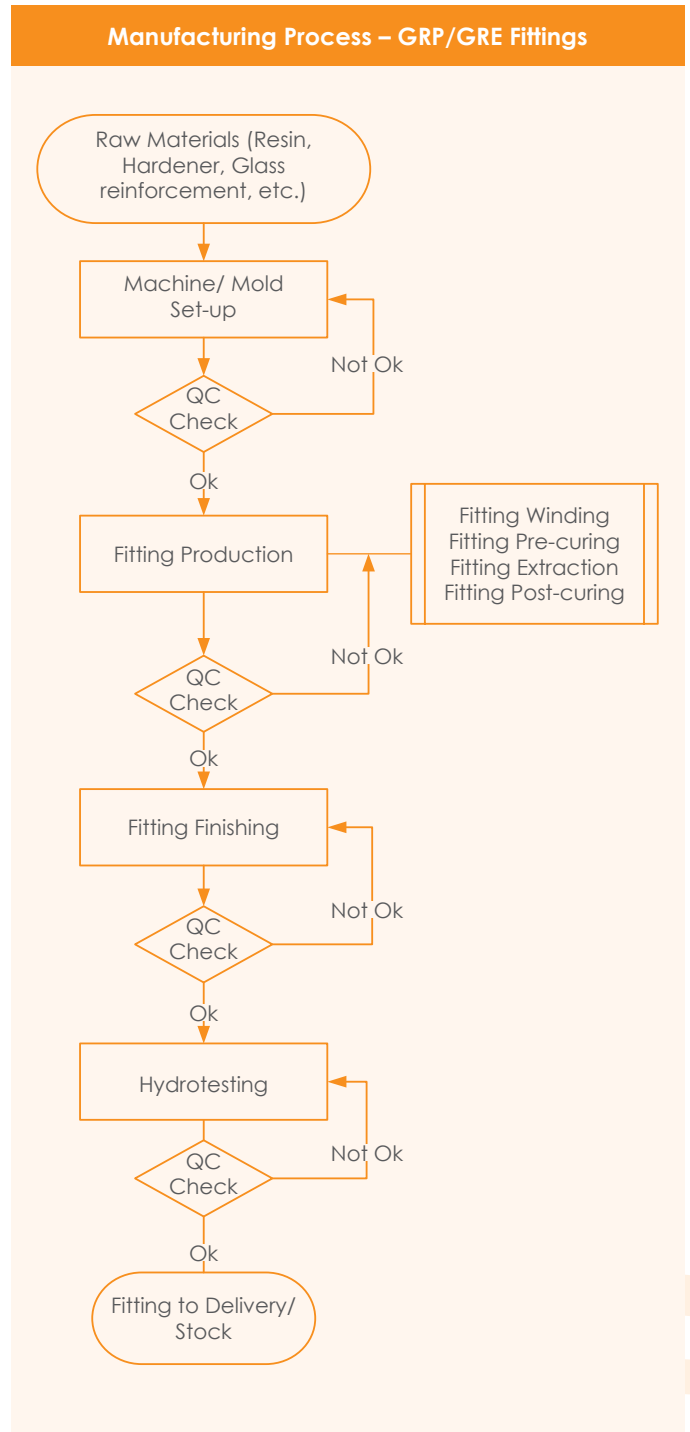 Manufacturing Process – GRP/GRE Fittings
Raw Materials (Resin,
Hardener, Glass
reinforcement, etc.)
Machine/ Mold
Set-up
Not Ok
QC
Check
Ok
Fitting Production
Fitting Winding
Fitting Pre-curing
Fitting Extraction
Fitting Post-curing
Not Ok
QC
Check
Ok
Fitting Finishing
Not Ok
QC
Check
Ok
Hydrotesting
Not Ok
QC
Check
Ok
Fitting to Delivery/
Stock